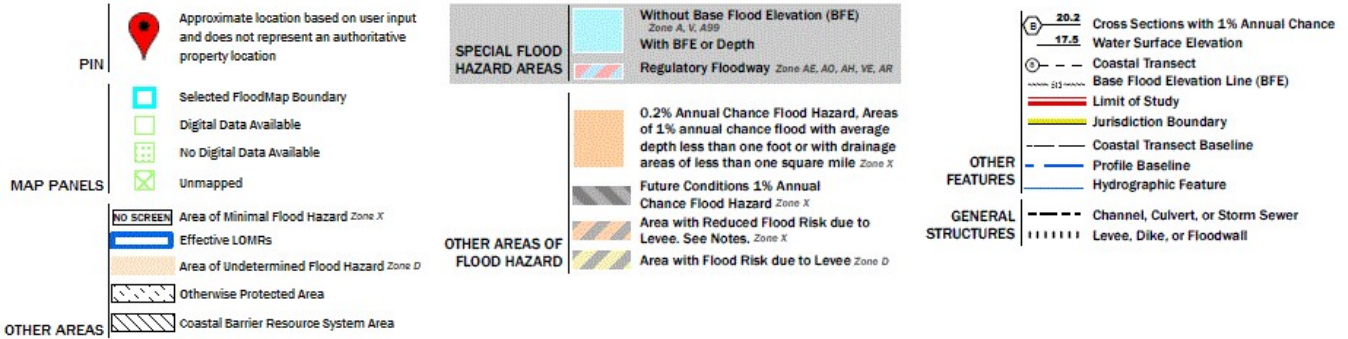 PIN
Approximate location based on user input
and does not represent an authoritative
property location
MAP PANELS
Selected FloodMap Boundary
Digital Data Available
No Digital Data Available
Unmapped
OTHER AREAS
NO SCREEN Area of Minimal Flood Hazard Zone X
Effective LOMRs
Area of Undetermined Flood Hazard Zone D
Otherwise Protected Area
Coastal Barrier Resource System Area
SPECIAL FLOOD
HAZARD AREAS
Without Base Flood Elevation (BFE)
Zone A, V, A99
With BFE or Depth
Regulatory Floodway Zone AE, AO, AH, VE, AR
OTHER AREAS OF
FLOOD HAZARD
0.2% Annual Chance Flood Hazard, Areas
of 1% annual chance flood with average
depth less than one foot or with drainage
areas of less than one square mile Zone X
Future Conditions 1% Annual
Chance Flood Hazard Zone X
Area with Reduced Flood Risk due to
Levee. See Notes. Zone X
Area with Flood Risk due to Levee Zone D
OTHER
FEATURES
B 20.2 Cross Sections with 1% Annual Chance
17.5 Water Surface Elevation
Coastal Transect
Base Flood Elevation Line (BFE)
Limit of Study
Jurisdiction Boundary
Coastal Transect Baseline
Profile Baseline
Hydrographic Feature
GENERAL
STRUCTURES
Channel, Culvert, or Storm Sewer
Levee, Dike, or Floodwall